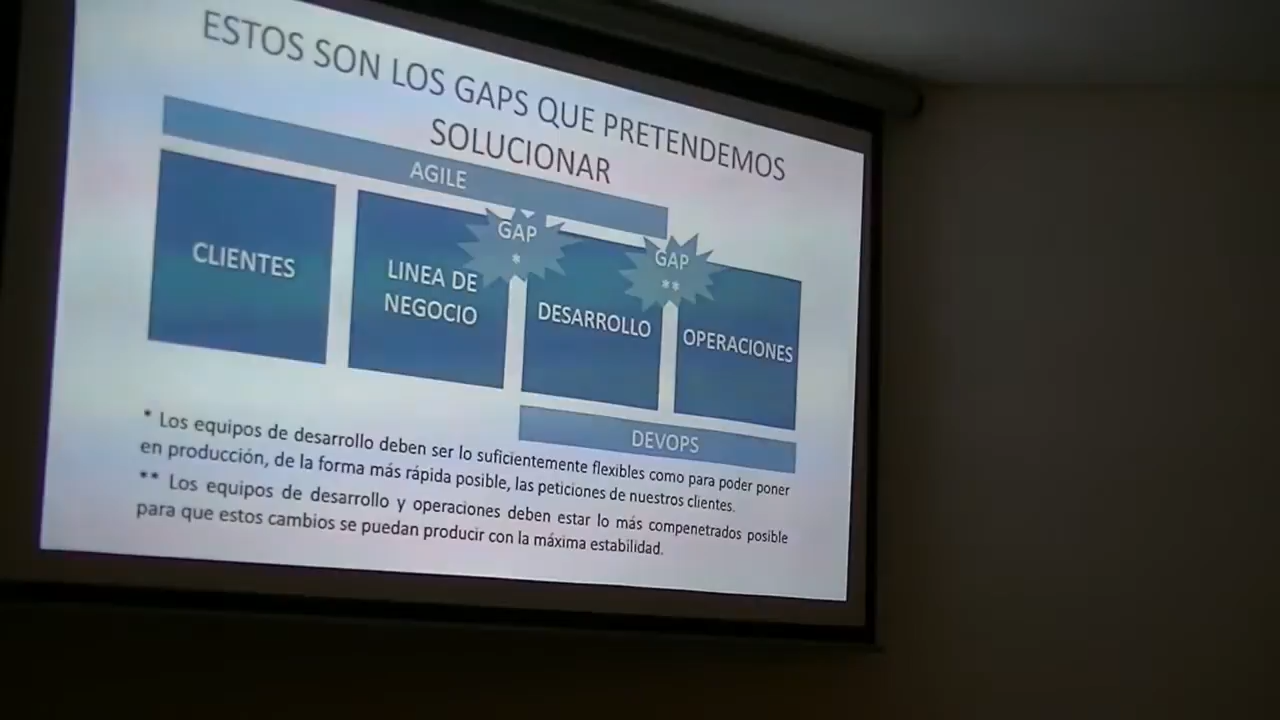 ESTOS SON LOS GAPS QUE PRETENDEMOS
SOLUCIONAR
AGILE
CLIENTES
LINEA DE
NEGOCIO
GAP
*
DESARROLLO
GAP
**
OPERACIONES
DEVOPS
* Los equipos de desarrollo deben ser lo suficientemente flexibles como para poder poner
en producción, de la forma más rápida posible, las peticiones de nuestros clientes.
** Los equipos de desarrollo y operaciones deben estar lo más compenetrados posible
para que estos cambios se puedan producir con la máxima estabilidad.